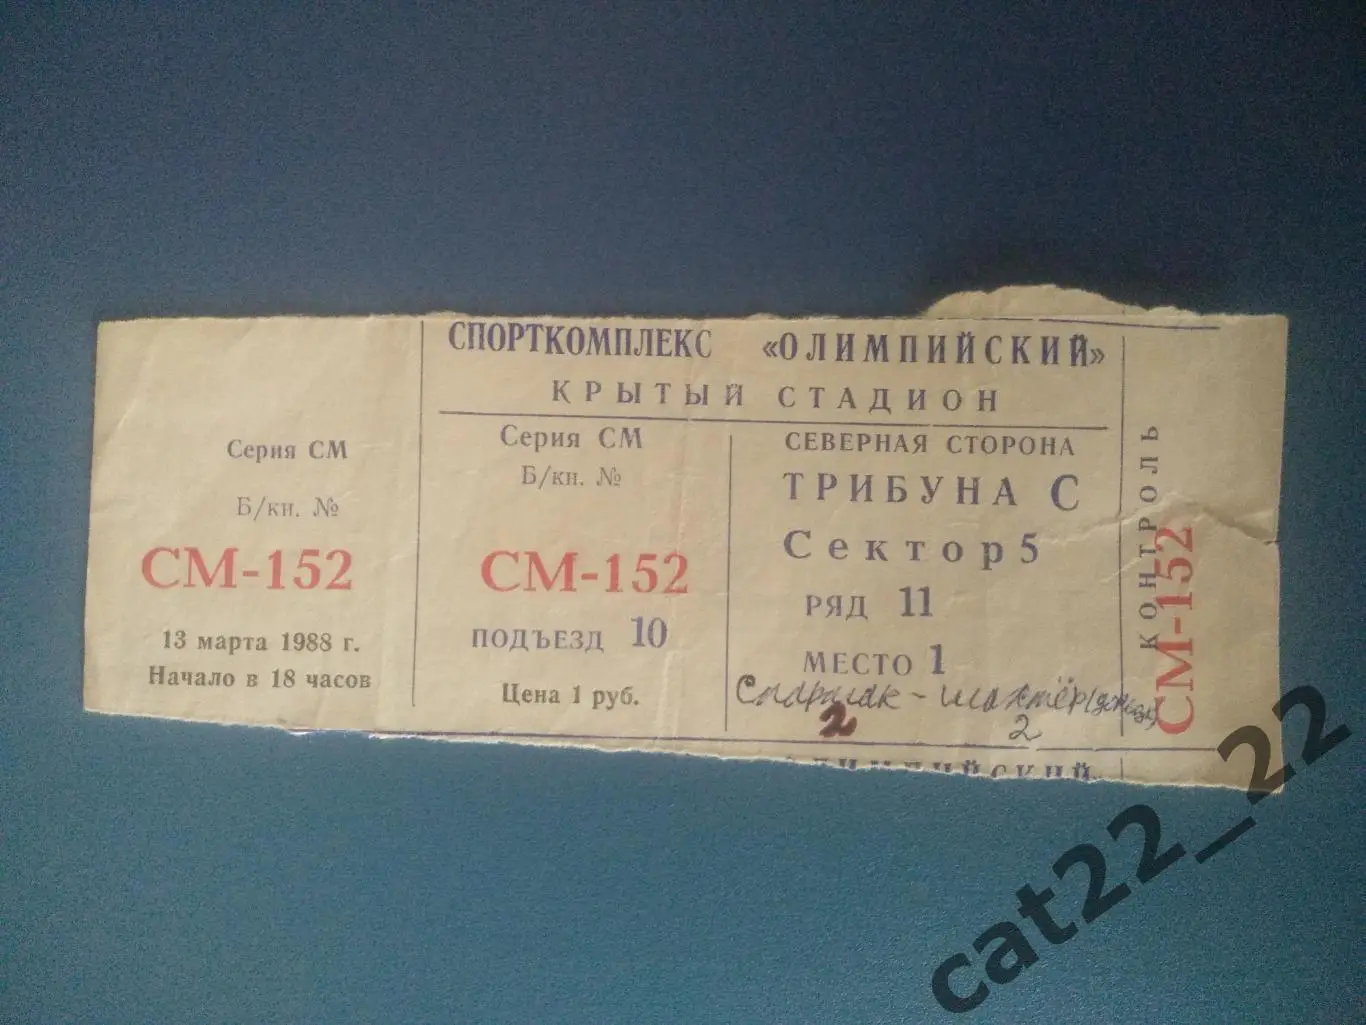 СПОРТКОМПЛЕКС «ОЛИМПИЙСКИЙ»
КРЫТЫЙ СТАДИОН
Серия СМ
Б/кн. №
СМ-152
13 марта 1988 г.
Начало в 18 часов
Серия СМ
Б/кн. №
СМ-152
ПОДЪЕЗД 10
Цена 1 руб.
СЕВЕРНАЯ СТОРОНА
ТРИБУНА С
Сектор 5
РЯД 11
МЕСТО 1
Спартак - Шахтёр
2 2
КОНТРОЛЬ
СМ-152
ОЛИМПИЙСКИЙ»
cat22_22